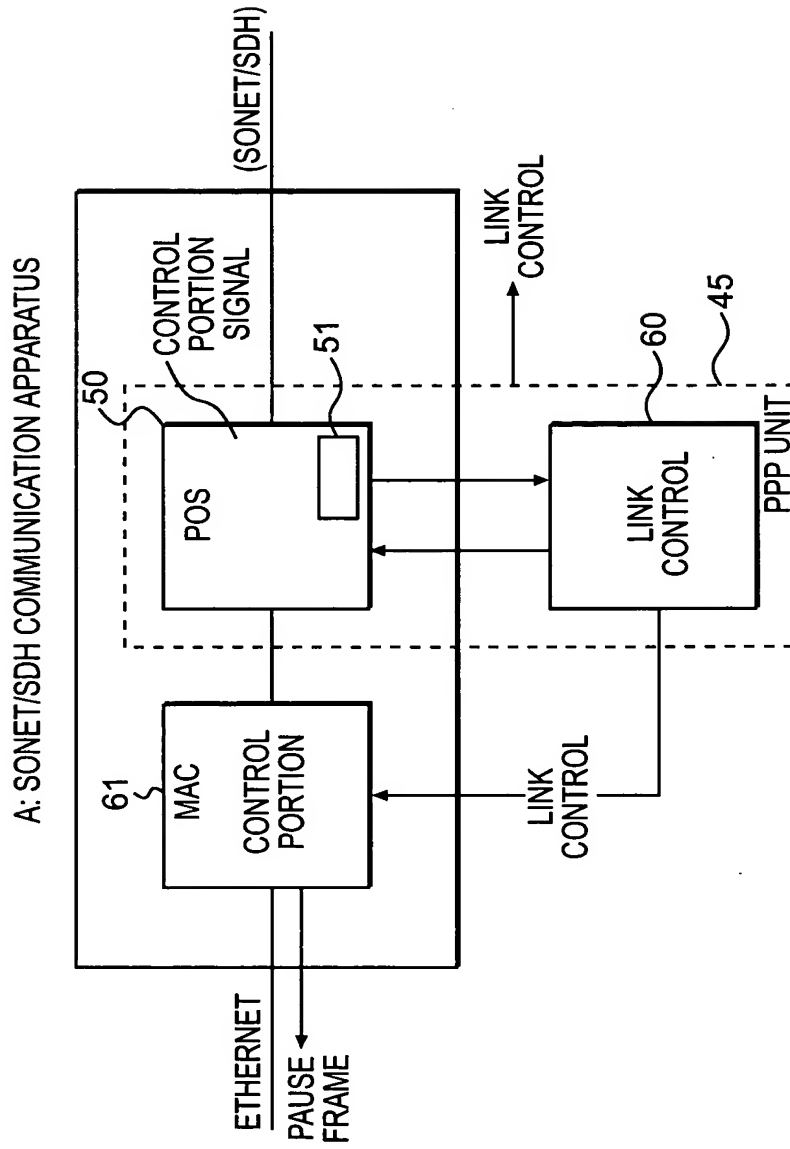 A: SONET/SDH COMMUNICATION APPARATUS
ETHERNET
PAUSE
FRAME
61
MAC
CONTROL
PORTION
50
POS
CONTROL
PORTION
SIGNAL
51
(SONET/SDH)
LINK
CONTROL
LINK
CONTROL
60
LINK
CONTROL
45
PPP UNIT